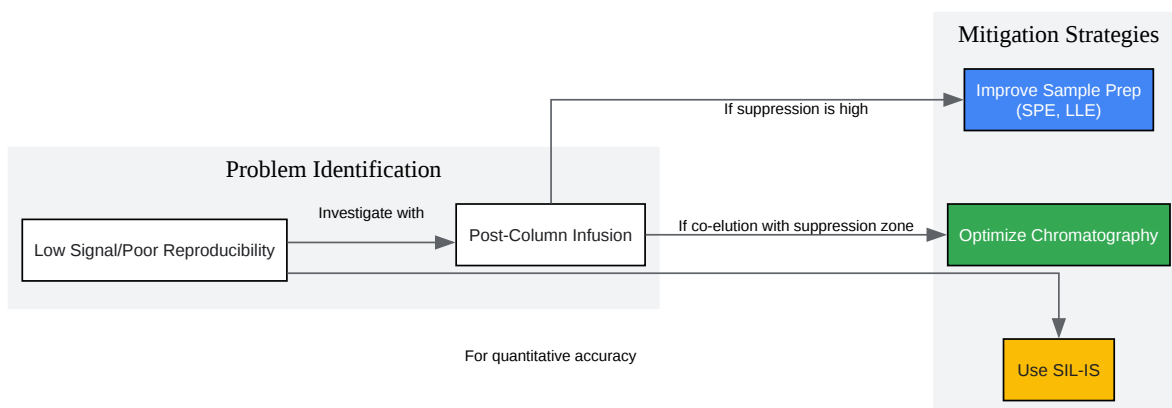 Mitigation Strategies
Improve Sample Prep
(SPE, LLE)
If suppression is high
Problem Identification
Investigate with
Low Signal/Poor Reproducibility
Post-Column Infusion
If co-elution with suppression zone
Optimize Chromatography
For quantitative accuracy
Use SIL-IS